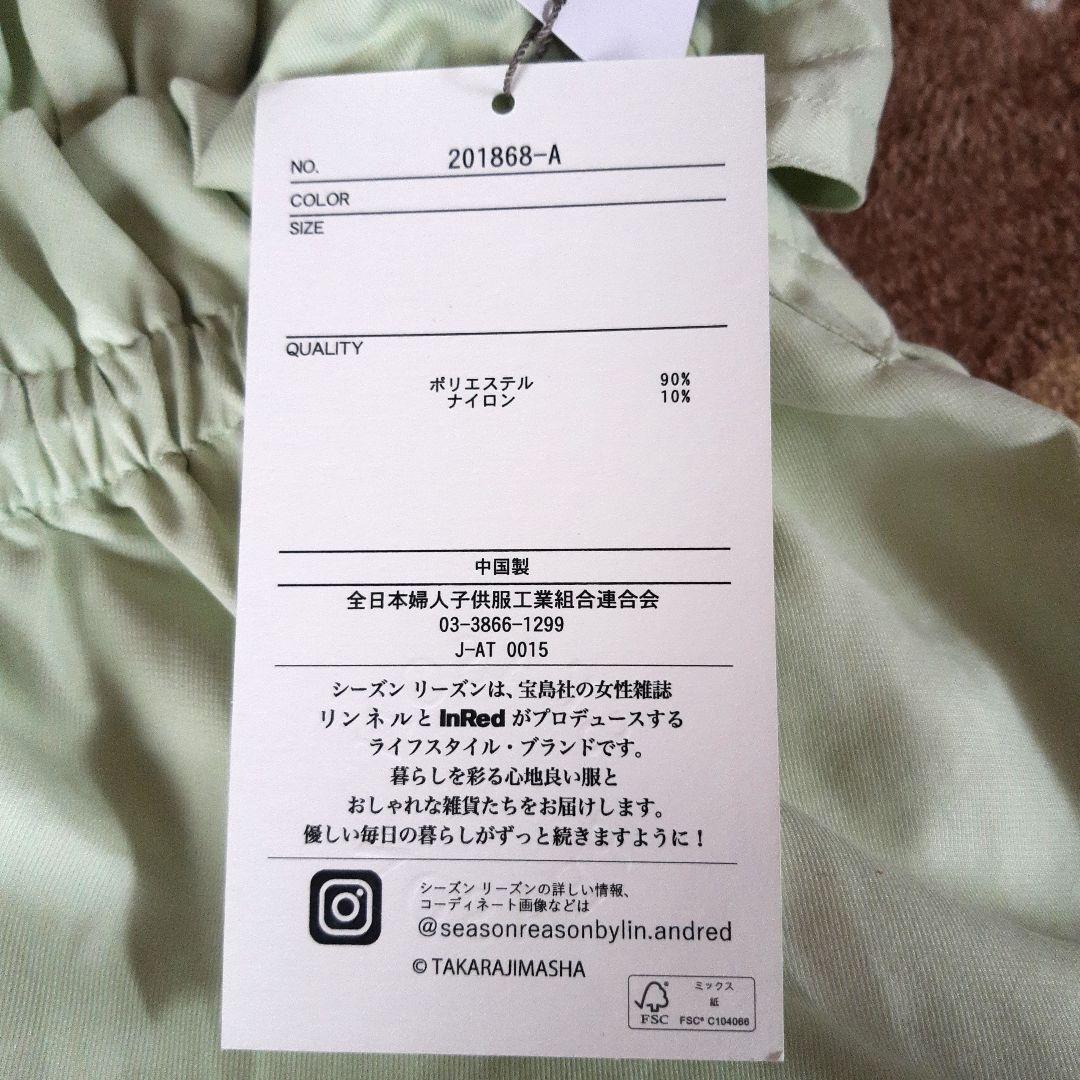 NO. 201868-A
COLOR
SIZE
QUALITY
ポリエステル 90%
ナイロン 10%
中国製
全日本婦人子供服工業組合連合会
03-3866-1299
J-AT 0015
シーズン リーズンは、宝島社の女性雑誌
リンネルと InRed がプロデュースする
ライフスタイル・ブランドです。
暮らしを彩る心地良い服と
おしゃれな雑貨たちをお届けします。
優しい毎日の暮らしがずっと続きますように！
シーズン リーズンの詳しい情報、
コーディネート画像などは
@seasonreasonbylin.andred
© TAKARAJIMASHA
ミックス
紙
FSC
FSC® C104066